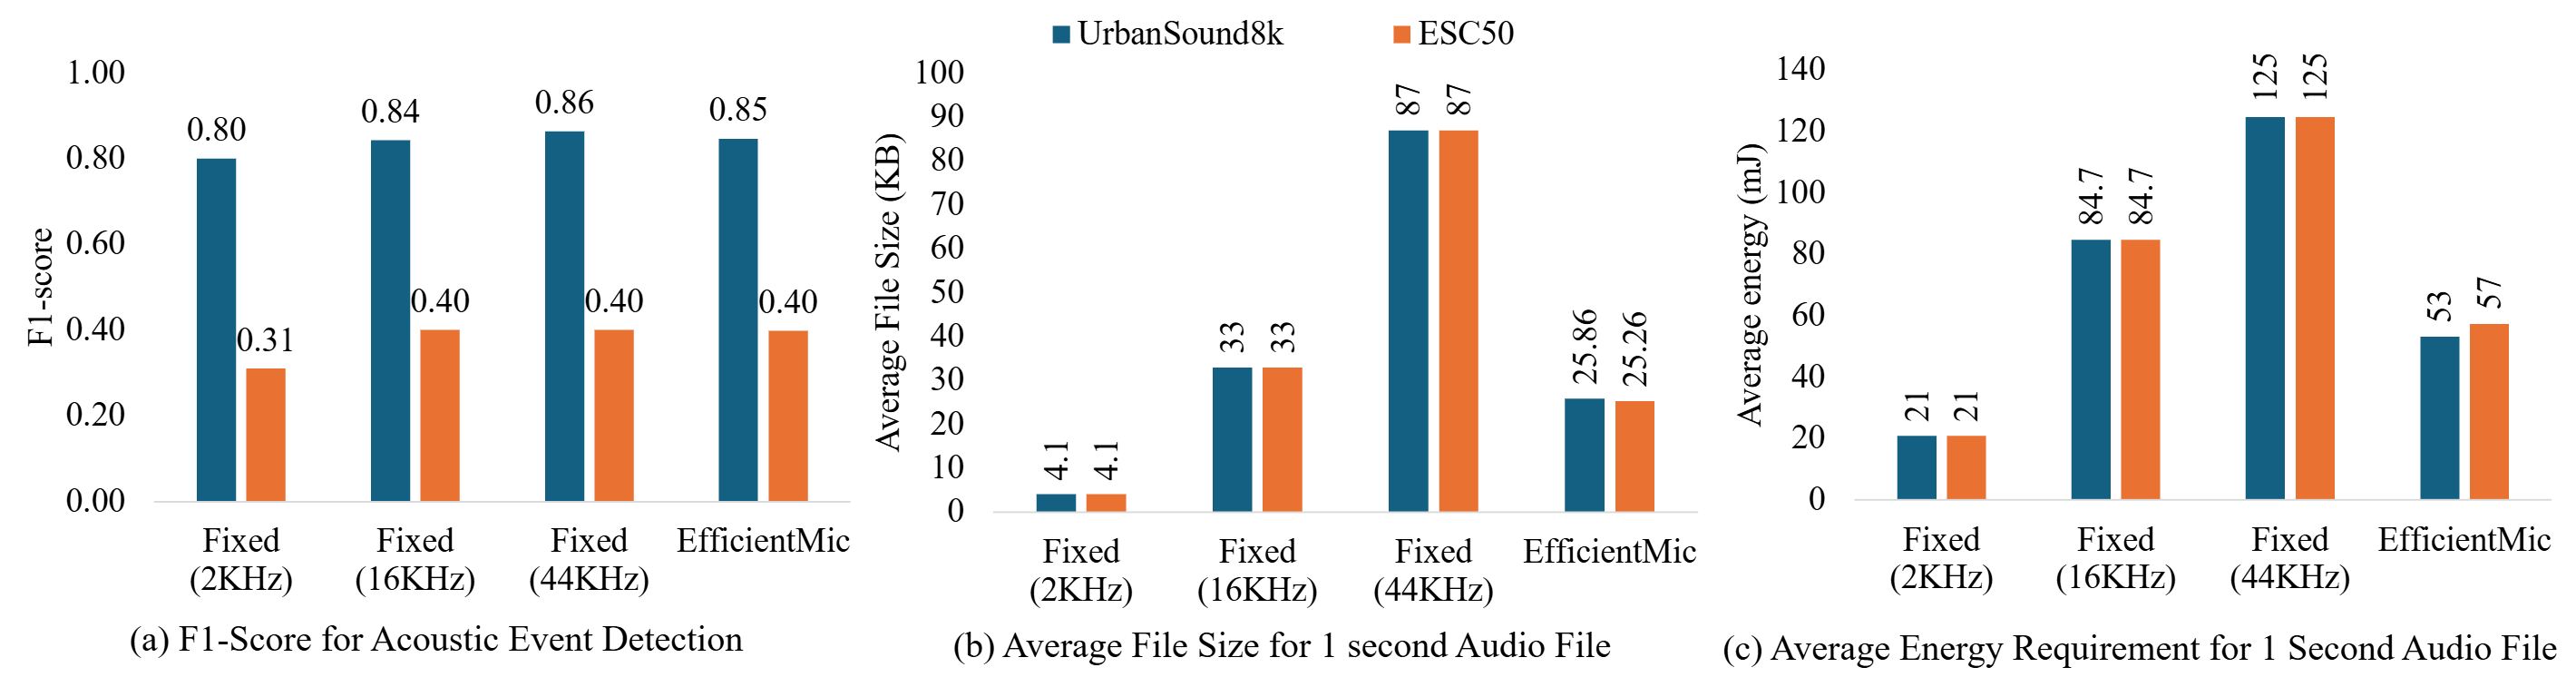 UrbanSound8k ESC50
F1-score
1.00
0.80
0.60
0.40
0.20
0.00
0.80
0.31
0.84
0.40
0.86
0.40
0.85
0.40
Fixed
(2KHz)
Fixed
(16KHz)
Fixed
(44KHz)
EfficientMic
(a) F1-Score for Acoustic Event Detection
Average File Size (KB)
100
90
80
70
60
50
40
30
20
10
0
4.1
4.1
33
33
87
87
25.86
25.26
Fixed
(2KHz)
Fixed
(16KHz)
Fixed
(44KHz)
EfficientMic
(b) Average File Size for 1 second Audio File
Average energy (mJ)
140
120
100
80
60
40
20
0
21
21
84.7
84.7
125
125
53
57
Fixed
(2KHz)
Fixed
(16KHz)
Fixed
(44KHz)
EfficientMic
(c) Average Energy Requirement for 1 Second Audio File